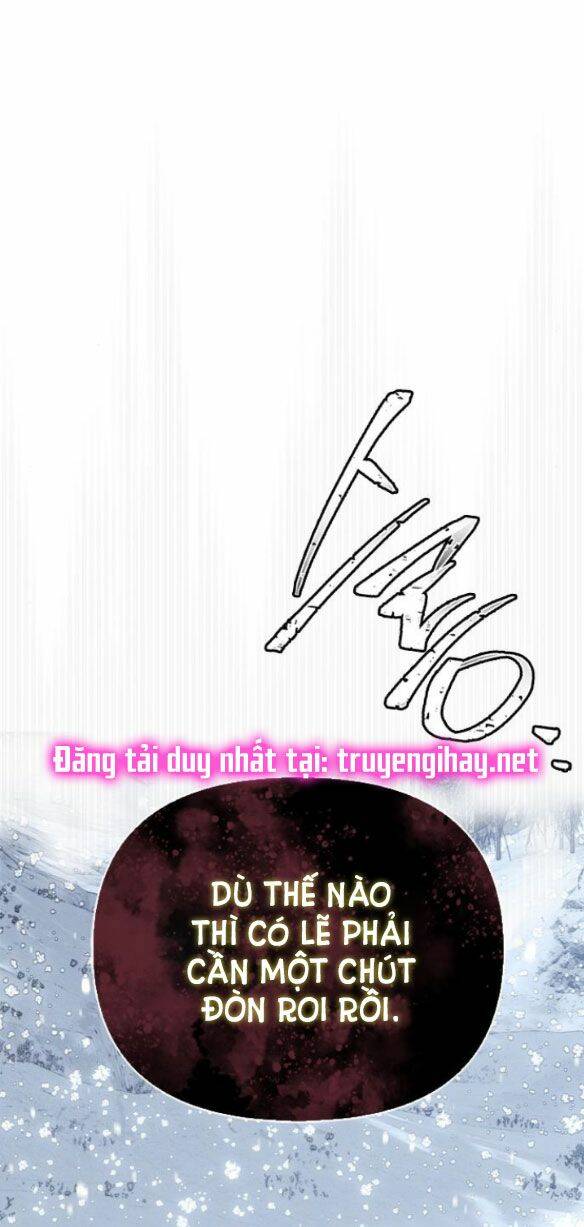 Đăng tải duy nhất tại: truyengihay.net
DÙ THẾ NÀO
THÌ CÓ LẼ PHẢI
CẦN MỘT CHÚT
ĐÒN ROI RỒI.